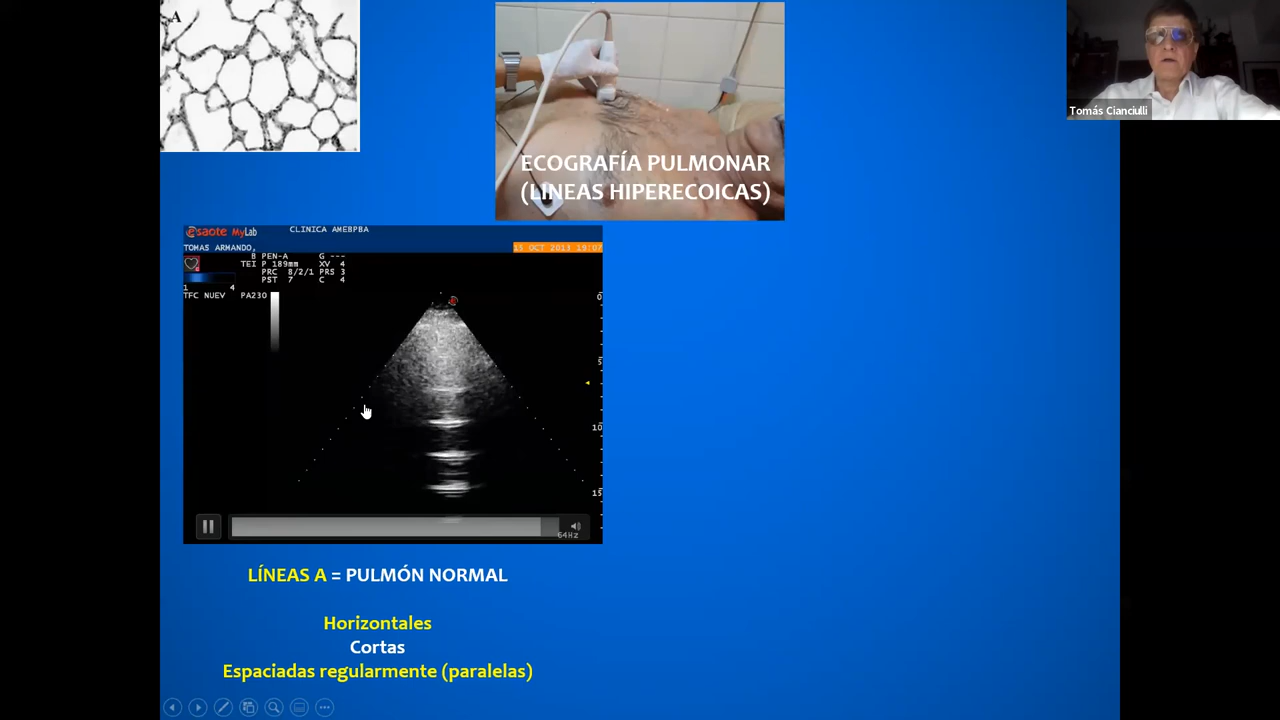 A
ECOGRAFÍA PULMONAR
(LINEAS HIPERECOICAS)
Tomás Cianciulli
esaote MyLab
CLINICA AMEBPBA
TOMAS ARMANDO,
15 OCT 2013 19:07
B PEN-A G ---
TEI P 189mm XV 4
PRC 8/2/1 PRS 3
PST 7 C 4
1 4
TFC NUEV PA230
0
5
10
15
64Hz
LÍNEAS A = PULMÓN NORMAL
Horizontales
Cortas
Espaciadas regularmente (paralelas)